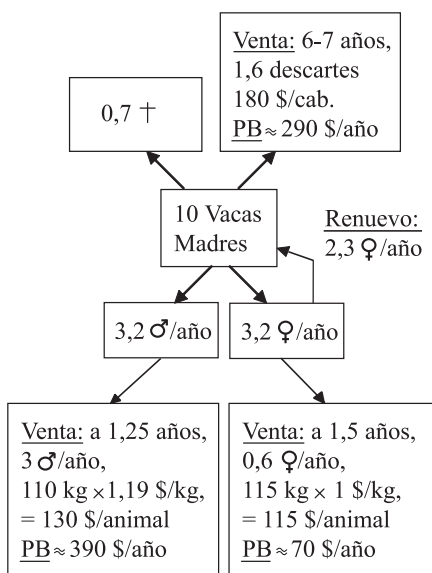 Venta: 6-7 años,
1,6 descartes
180 $/cab.
PB ≈ 290 $/año
0,7 †
10 Vacas
Madres
Renuevo:
2,3 ♀/año
3,2 ♂/año
3,2 ♀/año
Venta: a 1,25 años,
3 ♂/año,
110 kg × 1,19 $/kg,
= 130 $/animal
PB ≈ 390 $/año
Venta: a 1,5 años,
0,6 ♀/año,
115 kg × 1 $/kg,
= 115 $/animal
PB ≈ 70 $/año